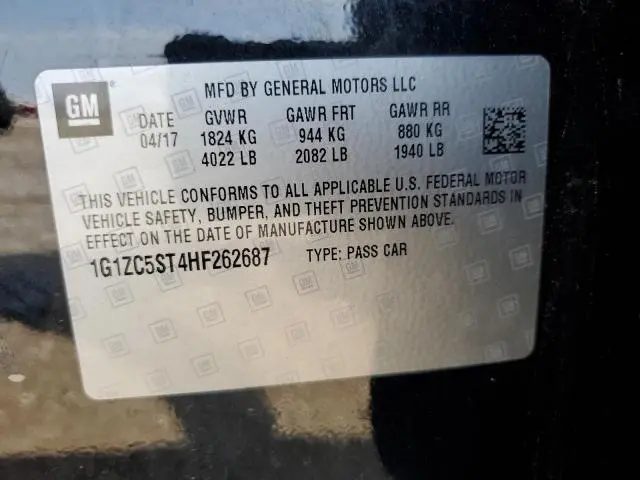 GM
MFD BY GENERAL MOTORS LLC
DATE GVWR GAWR FRT GAWR RR
04/17 1824 KG 944 KG 880 KG
4022 LB 2082 LB 1940 LB
THIS VEHICLE CONFORMS TO ALL APPLICABLE U.S. FEDERAL MOTOR
VEHICLE SAFETY, BUMPER, AND THEFT PREVENTION STANDARDS IN
EFFECT ON THE DATE OF MANUFACTURE SHOWN ABOVE.
1G1ZC5ST4HF262687 TYPE: PASS CAR